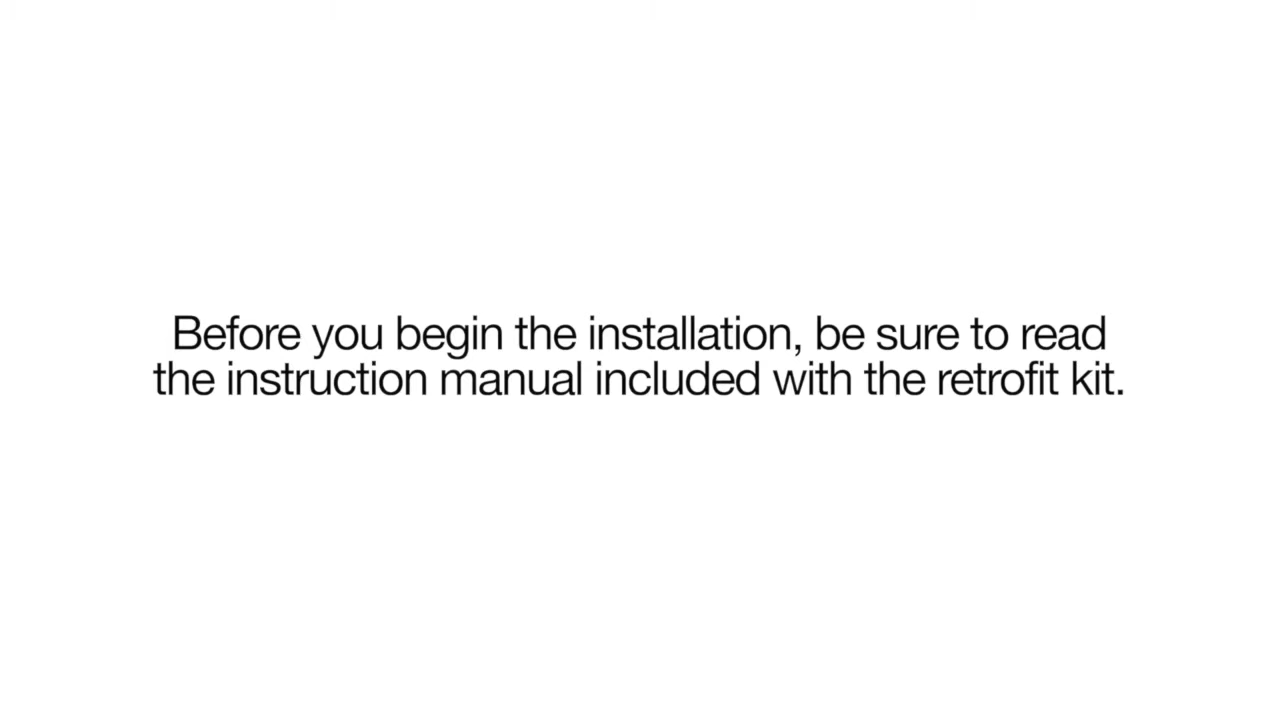 Before you begin the installation, be sure to read
the instruction manual included with the retrofit kit.